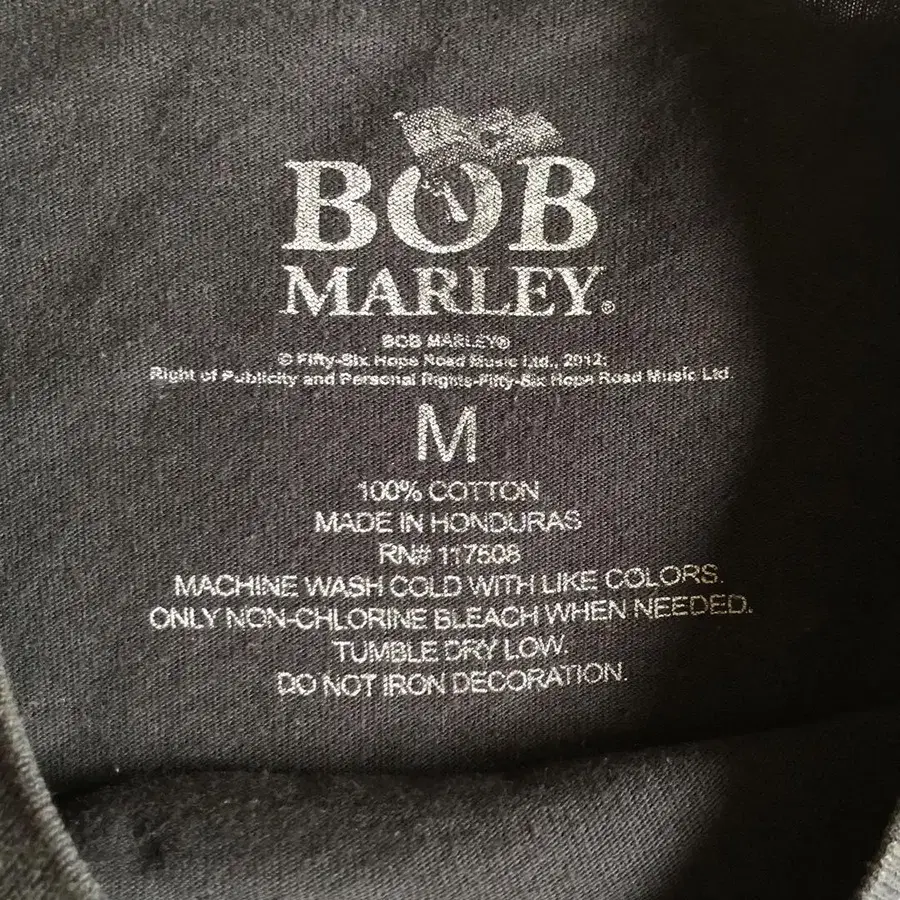 BOB
MARLEY®
BOB MARLEY®
© Fifty-Six Hope Road Music Ltd., 2012;
Right of Publicity and Personal Rights-Fifty-Six Hope Road Music Ltd.
M
100% COTTON
MADE IN HONDURAS
RN# 117508
MACHINE WASH COLD WITH LIKE COLORS.
ONLY NON-CHLORINE BLEACH WHEN NEEDED.
TUMBLE DRY LOW.
DO NOT IRON DECORATION.